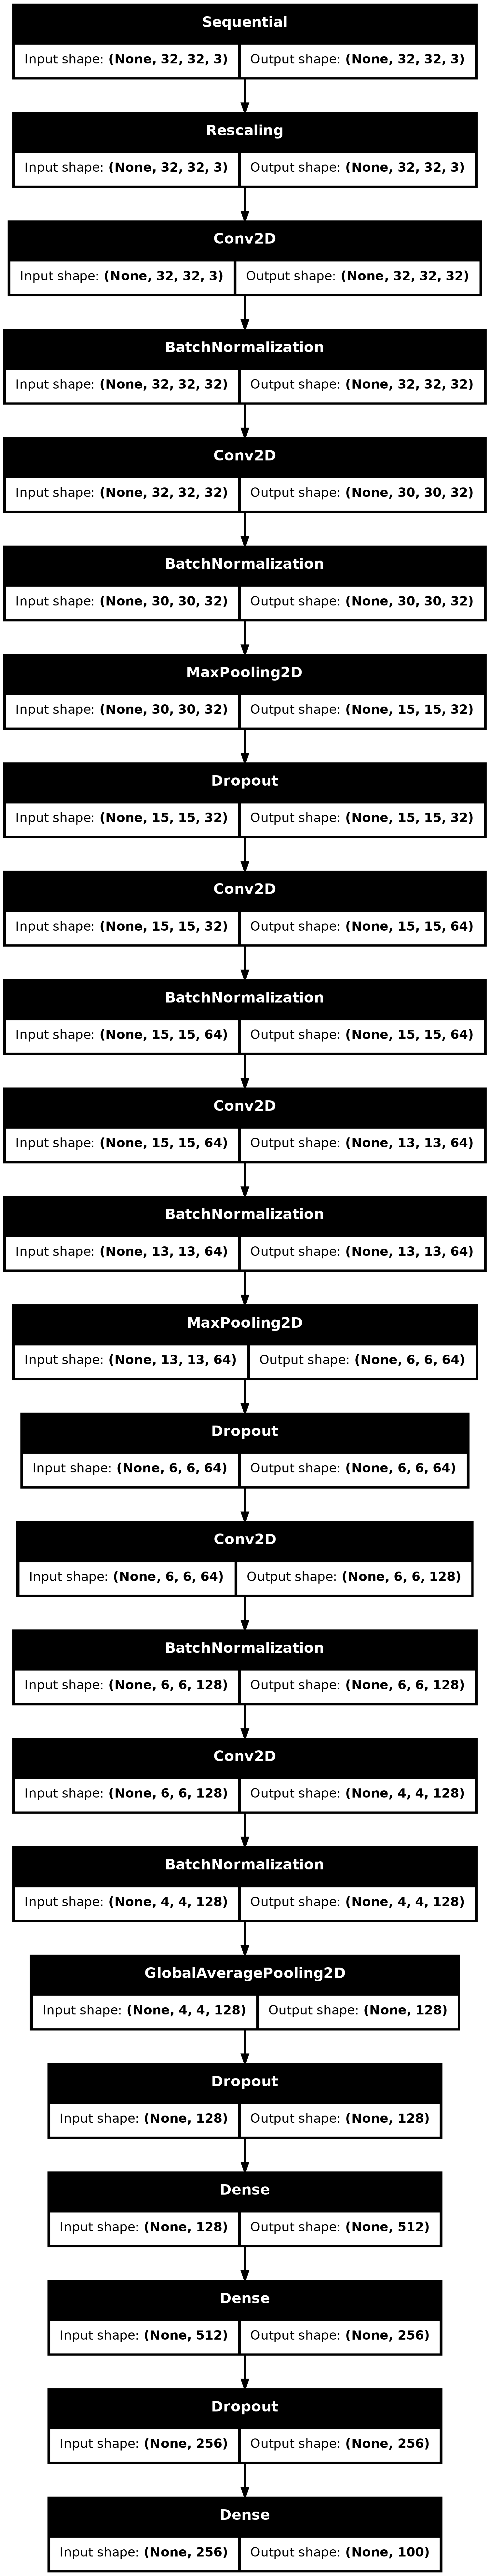 Sequential
Input shape: (None, 32, 32, 3) Output shape: (None, 32, 32, 3)
Rescaling
Input shape: (None, 32, 32, 3) Output shape: (None, 32, 32, 3)
Conv2D
Input shape: (None, 32, 32, 3) Output shape: (None, 32, 32, 32)
BatchNormalization
Input shape: (None, 32, 32, 32) Output shape: (None, 32, 32, 32)
Conv2D
Input shape: (None, 32, 32, 32) Output shape: (None, 30, 30, 32)
BatchNormalization
Input shape: (None, 30, 30, 32) Output shape: (None, 30, 30, 32)
MaxPooling2D
Input shape: (None, 30, 30, 32) Output shape: (None, 15, 15, 32)
Dropout
Input shape: (None, 15, 15, 32) Output shape: (None, 15, 15, 32)
Conv2D
Input shape: (None, 15, 15, 32) Output shape: (None, 15, 15, 64)
BatchNormalization
Input shape: (None, 15, 15, 64) Output shape: (None, 15, 15, 64)
Conv2D
Input shape: (None, 15, 15, 64) Output shape: (None, 13, 13, 64)
BatchNormalization
Input shape: (None, 13, 13, 64) Output shape: (None, 13, 13, 64)
MaxPooling2D
Input shape: (None, 13, 13, 64) Output shape: (None, 6, 6, 64)
Dropout
Input shape: (None, 6, 6, 64) Output shape: (None, 6, 6, 64)
Conv2D
Input shape: (None, 6, 6, 64) Output shape: (None, 6, 6, 128)
BatchNormalization
Input shape: (None, 6, 6, 128) Output shape: (None, 6, 6, 128)
Conv2D
Input shape: (None, 6, 6, 128) Output shape: (None, 4, 4, 128)
BatchNormalization
Input shape: (None, 4, 4, 128) Output shape: (None, 4, 4, 128)
GlobalAveragePooling2D
Input shape: (None, 4, 4, 128) Output shape: (None, 128)
Dropout
Input shape: (None, 128) Output shape: (None, 128)
Dense
Input shape: (None, 128) Output shape: (None, 512)
Dense
Input shape: (None, 512) Output shape: (None, 256)
Dropout
Input shape: (None, 256) Output shape: (None, 256)
Dense
Input shape: (None, 256) Output shape: (None, 100)